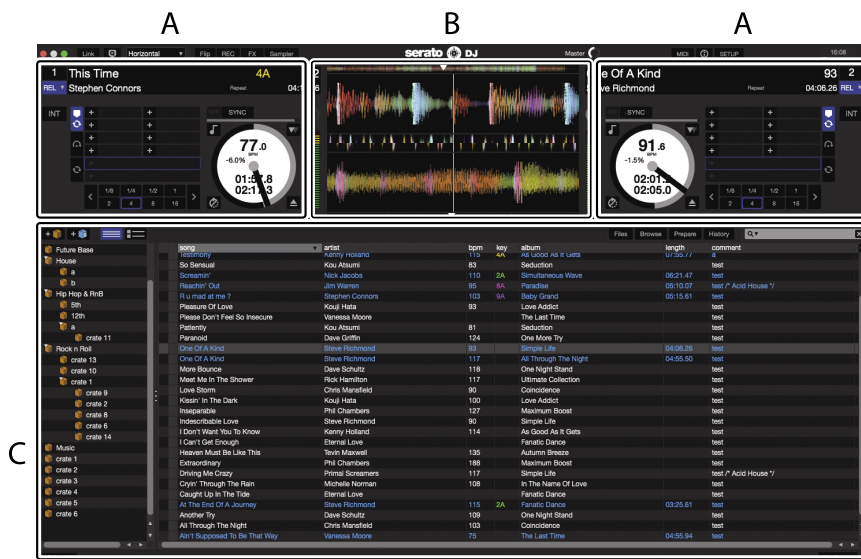 A B A
Link Horizontal Flip REC FX Sampler serato DJ Master MIDI SETUP 16:08
1 This Time 4A
REL Stephen Connors Repeat
INT SYNC
77.0
BPM
-6.0%
1/8 1/4 1/2 1
2 4 8 16
e Of A Kind 93 2
ve Richmond Repeat 04:06.26 REL
SYNC INT
91.6
BPM
-1.5%
02:05.0
1/8 1/4 1/2 1
2 4 8 16
Files Browse Prepare History
C
Future Base
House
a
b
Hip Hop & RnB
5th
12th
a
crate 11
Rock n Roll
crate 13
crate 10
crate 1
crate 9
crate 2
crate 8
crate 6
crate 14
Music
crate 1
crate 2
crate 3
crate 4
crate 5
crate 6
song artist bpm key album length comment
Testimony Kenny Holland 115 4A As Good As It Gets 07:55.77 a
So Sensual Kou Atsumi 83 Seduction test
Screamin' Nick Jacobs 110 2A Simultaneous Wave 06:21.47 test
Reachin' Out Jim Warren 95 8A Paradise 05:10.07 test /* Acid House */
R u mad at me ? Stephen Connors 103 9A Baby Grand 05:15.61 test
Pleasure Of Love Kouji Hata 93 Love Addict test
Please Don't Feel So Insecure Vanessa Moore The Last Time test
Patiently Kou Atsumi 81 Seduction test
Paranoid Dave Griffin 124 One More Try test
One Of A Kind Steve Richmond 93 Simple Life 04:06.26 test
One Of A Kind Steve Richmond 117 All Through The Night 04:55.50 test
More Bounce Dave Schultz 118 One Night Stand test
Meet Me In The Shower Rick Hamilton 117 Ultimate Collection test
Love Storm Chris Mansfield 90 Coincidence test
Kissin' In The Dark Kouji Hata 100 Love Addict test
Inseparable Phil Chambers 127 Maximum Boost test
Indescribable Love Steve Richmond 90 Simple Life test
I Don't Want You To Know Kenny Holland 114 As Good As It Gets test
I Can't Get Enough Eternal Love Fanatic Dance test
Heaven Must Be Like This Tevin Maxwell 135 Autumn Breeze test
Extraordinary Phil Chambers 188 Maximum Boost test
Driving Me Crazy Primal Screamers 117 Simple Life test /* Acid House */
Cryin' Through The Rain Michelle Norman 108 In The Name Of Love test
Caught Up In The Tide Eternal Love Fanatic Dance test
At The End Of A Journey Steve Richmond 115 2A Fanatic Dance 03:25.61 test
Another Try Dave Schultz 109 One Night Stand test
All Through The Night Chris Mansfield 103 Coincidence test
Ain't Supposed To Be That Way Vanessa Moore 75 The Last Time 04:55.94 test